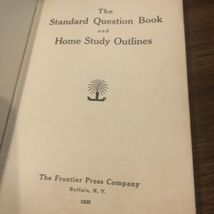 The
Standard Question Book
and
Home Study Outlines
The Frontier Press Company
Buffalo, N. Y.